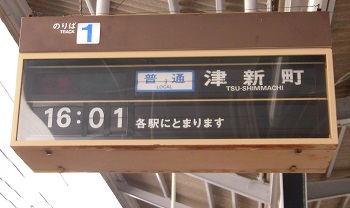 のりば
TRACK 1
普通 津新町
LOCAL TSU-SHIMMACHI
16:01 各駅にとまります